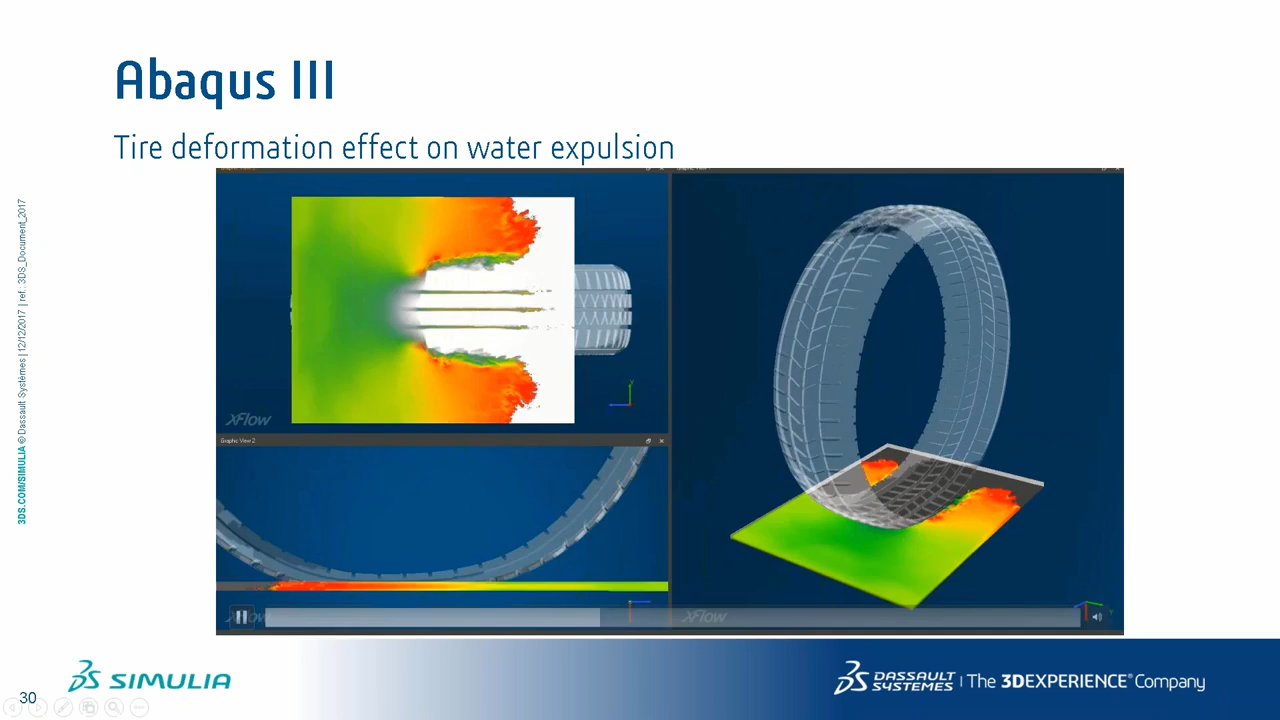 Abaqus III
Tire deformation effect on water expulsion
3DS.COM/SIMULIA © Dassault Systèmes | 12/12/2017 | ref.: 3DS_Document_2017
XFlow
Graphic View 2
XFlow
SIMULIA
DASSAULT SYSTEMES | The 3DEXPERIENCE® Company
30